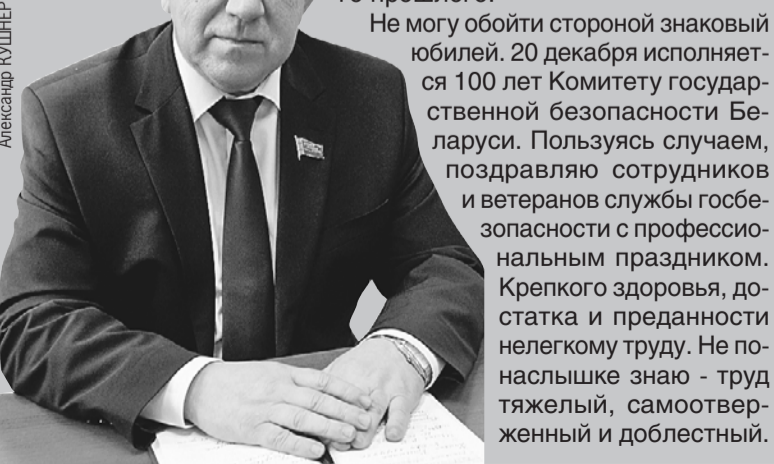 Александр КУШНЕР
го прошлого.
Не могу обойти стороной знаковый
юбилей. 20 декабря исполняет-
ся 100 лет Комитету государ-
ственной безопасности Бе-
ларуси. Пользуясь случаем,
поздравляю сотрудников
и ветеранов службы госбе-
зопасности с профессио-
нальным праздником.
Крепкого здоровья, до-
статка и преданности
нелегкому труду. Не по-
наслышке знаю - труд
тяжелый, самоотвер-
женный и доблестный.